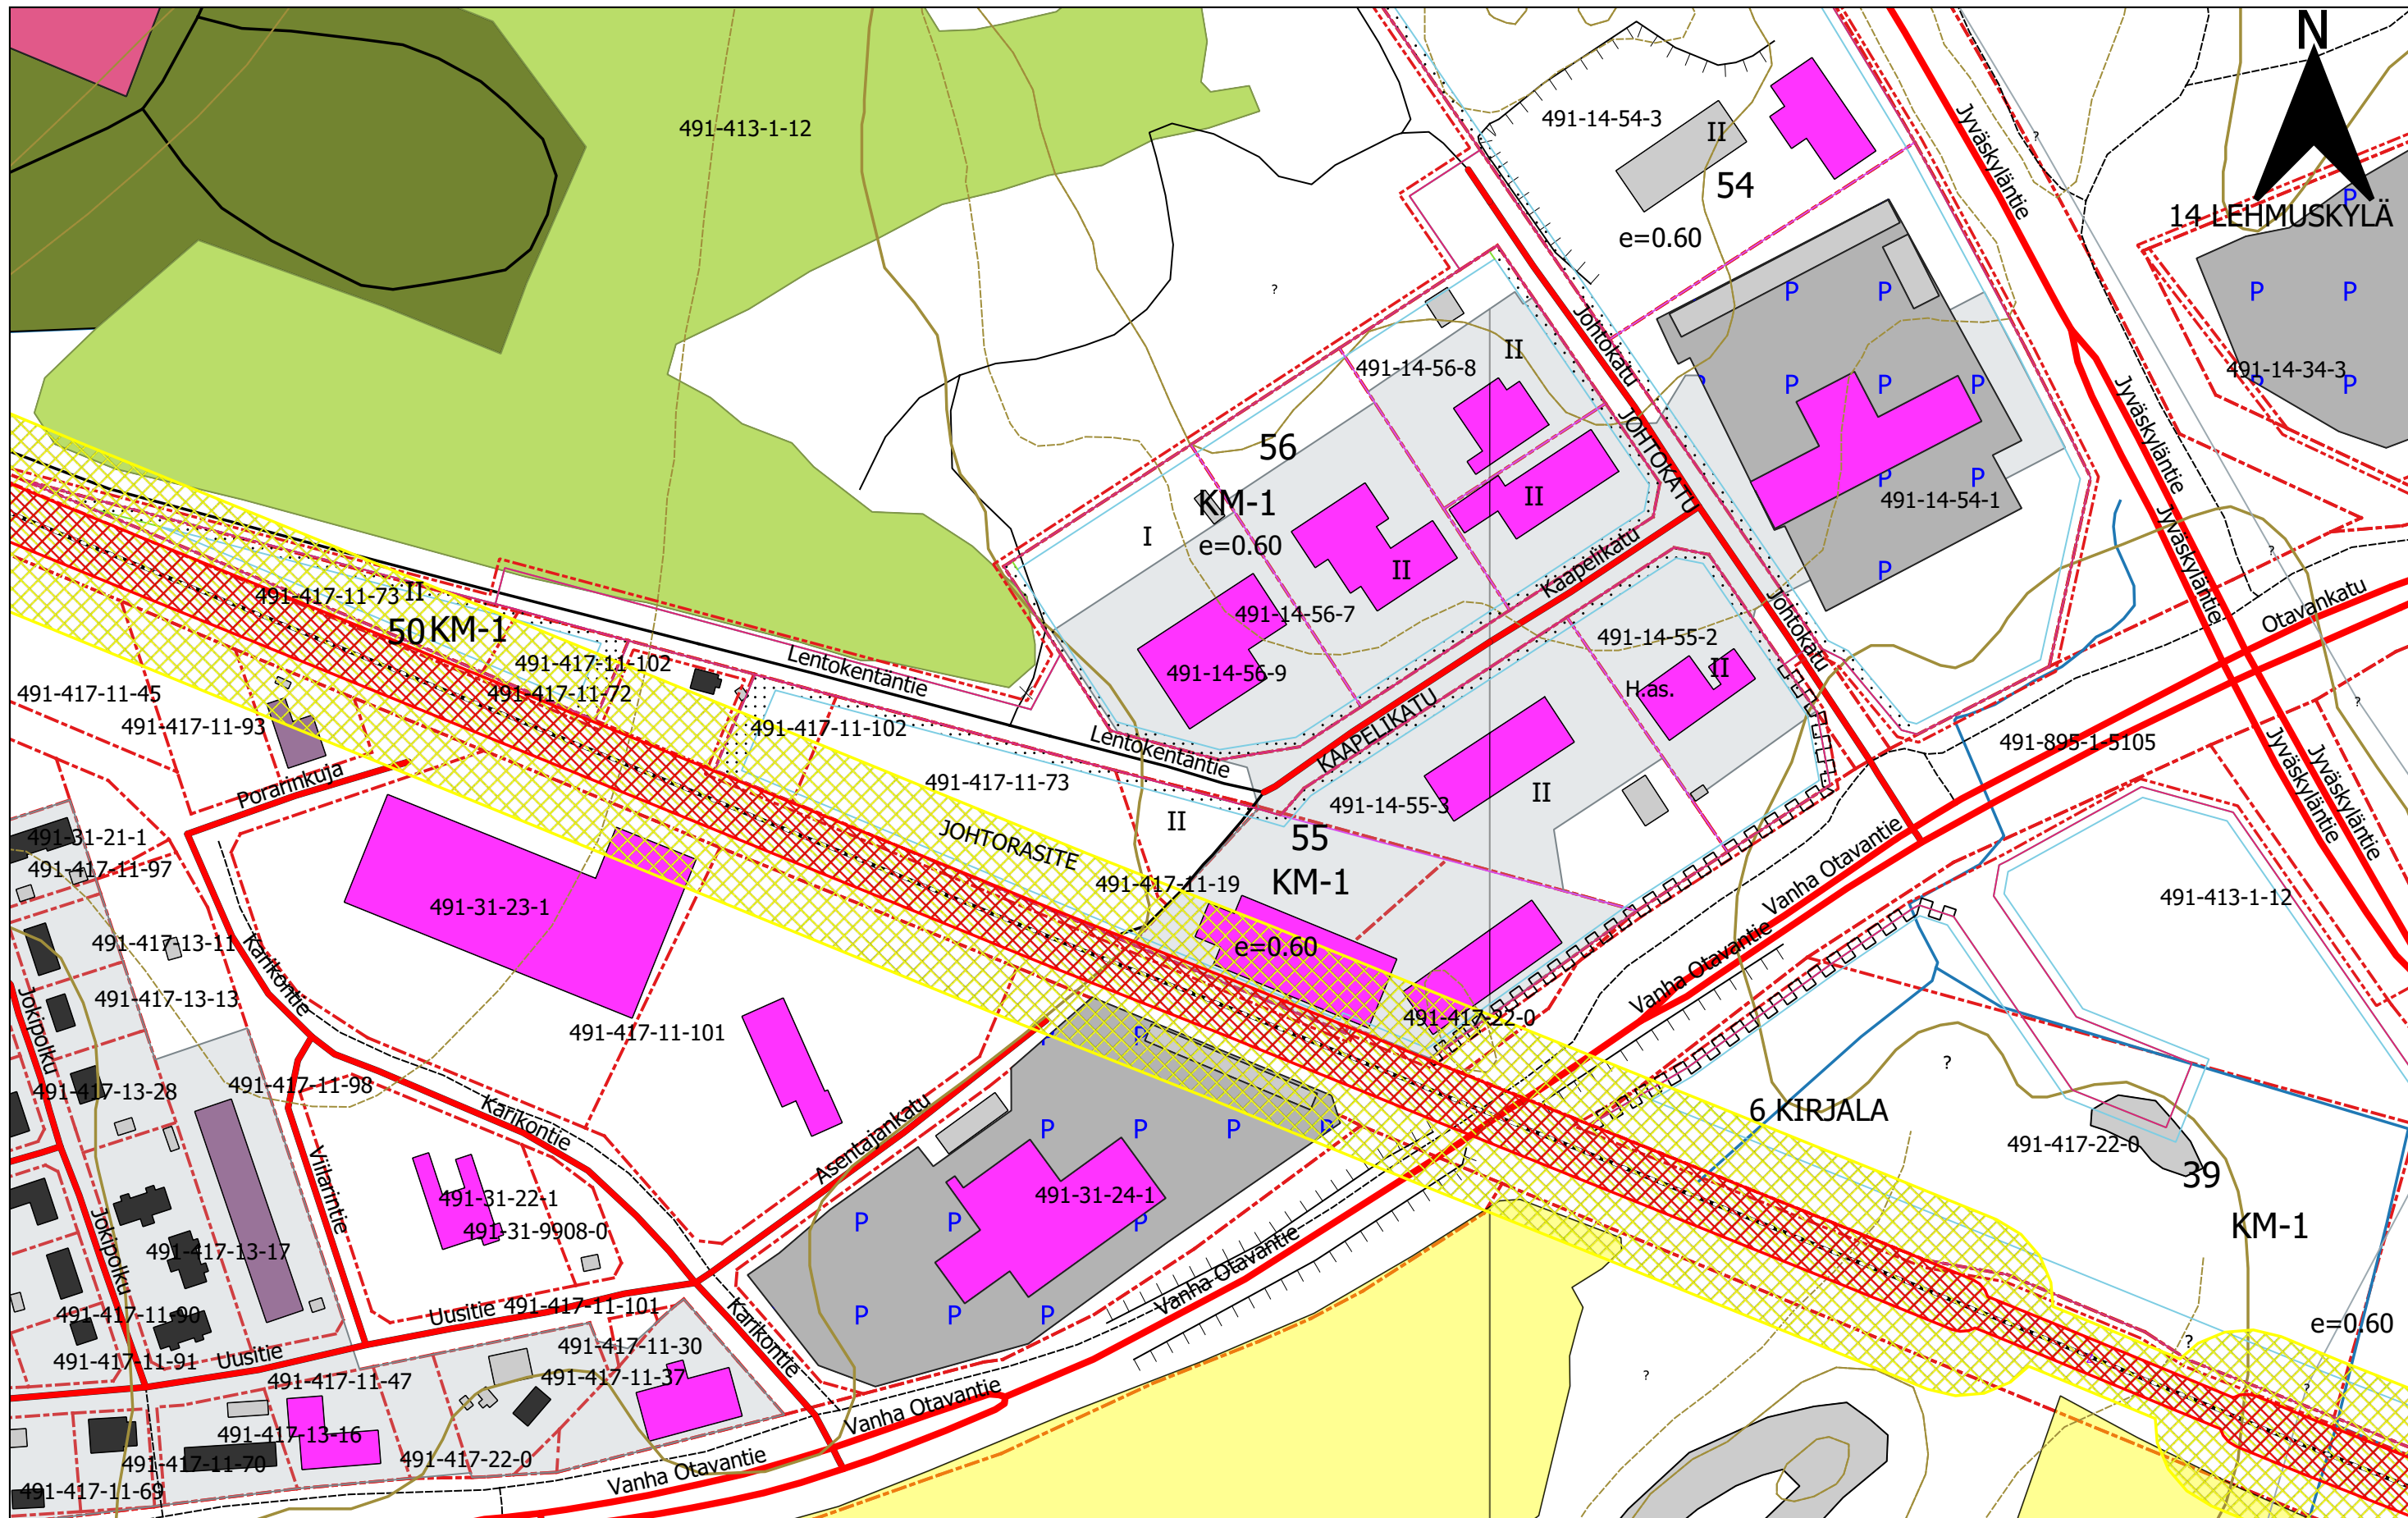 N
491-413-1-12
491-14-54-3
II
54
e=0.60
Jyväskyläntie
P
14 LEHMUSKYLÄ
P
P
P
P
?
?
Johtokatu
491-14-56-8
II
P
P
P
491-14-34-3
P
P
Jyväskyläntie
JOHTOKATU
56
KM-1
e=0.60
I
II
P
P
491-14-54-1
Jyväskyläntie
Kaapelikatu
II
P
?
491-417-11-73
II
50
KM-1
491-14-56-7
491-14-55-2
Johtokatu
Otavankatu
491-417-11-102
Lentokentäntie
491-14-56-9
II
H.as.
491-417-11-45
491-417-11-72
KAAPELIKATU
?
491-417-11-93
491-417-11-102
Lentokentäntie
491-895-1-5105
Porarinkuja
491-417-11-73
II
491-14-55-3
Jyväskyläntie
Jyväskyläntie
491-31-21-1
JOHTORASITE
II
55
Vanha Otavantie
491-417-11-97
491-417-11-19
KM-1
491-413-1-12
491-31-23-1
491-417-13-11
Karikontie
e=0.60
Vanha Otavantie
491-417-13-13
Jokipolku
491-417-11-101
491-417-22-0
P
P
?
491-417-13-28
491-417-11-98
Karikontie
Asentajankatu
P
P
P
P
6 KIRJALA
491-417-22-0
39
Viilarintie
491-31-22-1
491-31-24-1
Jokipolku
491-31-9908-0
P
P
P
KM-1
491-417-13-17
Vanha Otavantie
491-417-11-90
Uusitie
491-417-11-101
P
P
P
e=0.60
Karikontie
491-417-11-91
Uusitie
491-417-11-30
?
491-417-11-47
491-417-11-37
?
?
Vanha Otavantie
491-417-13-16
491-417-11-70
491-417-22-0
Vanha Otavantie
491-417-11-69